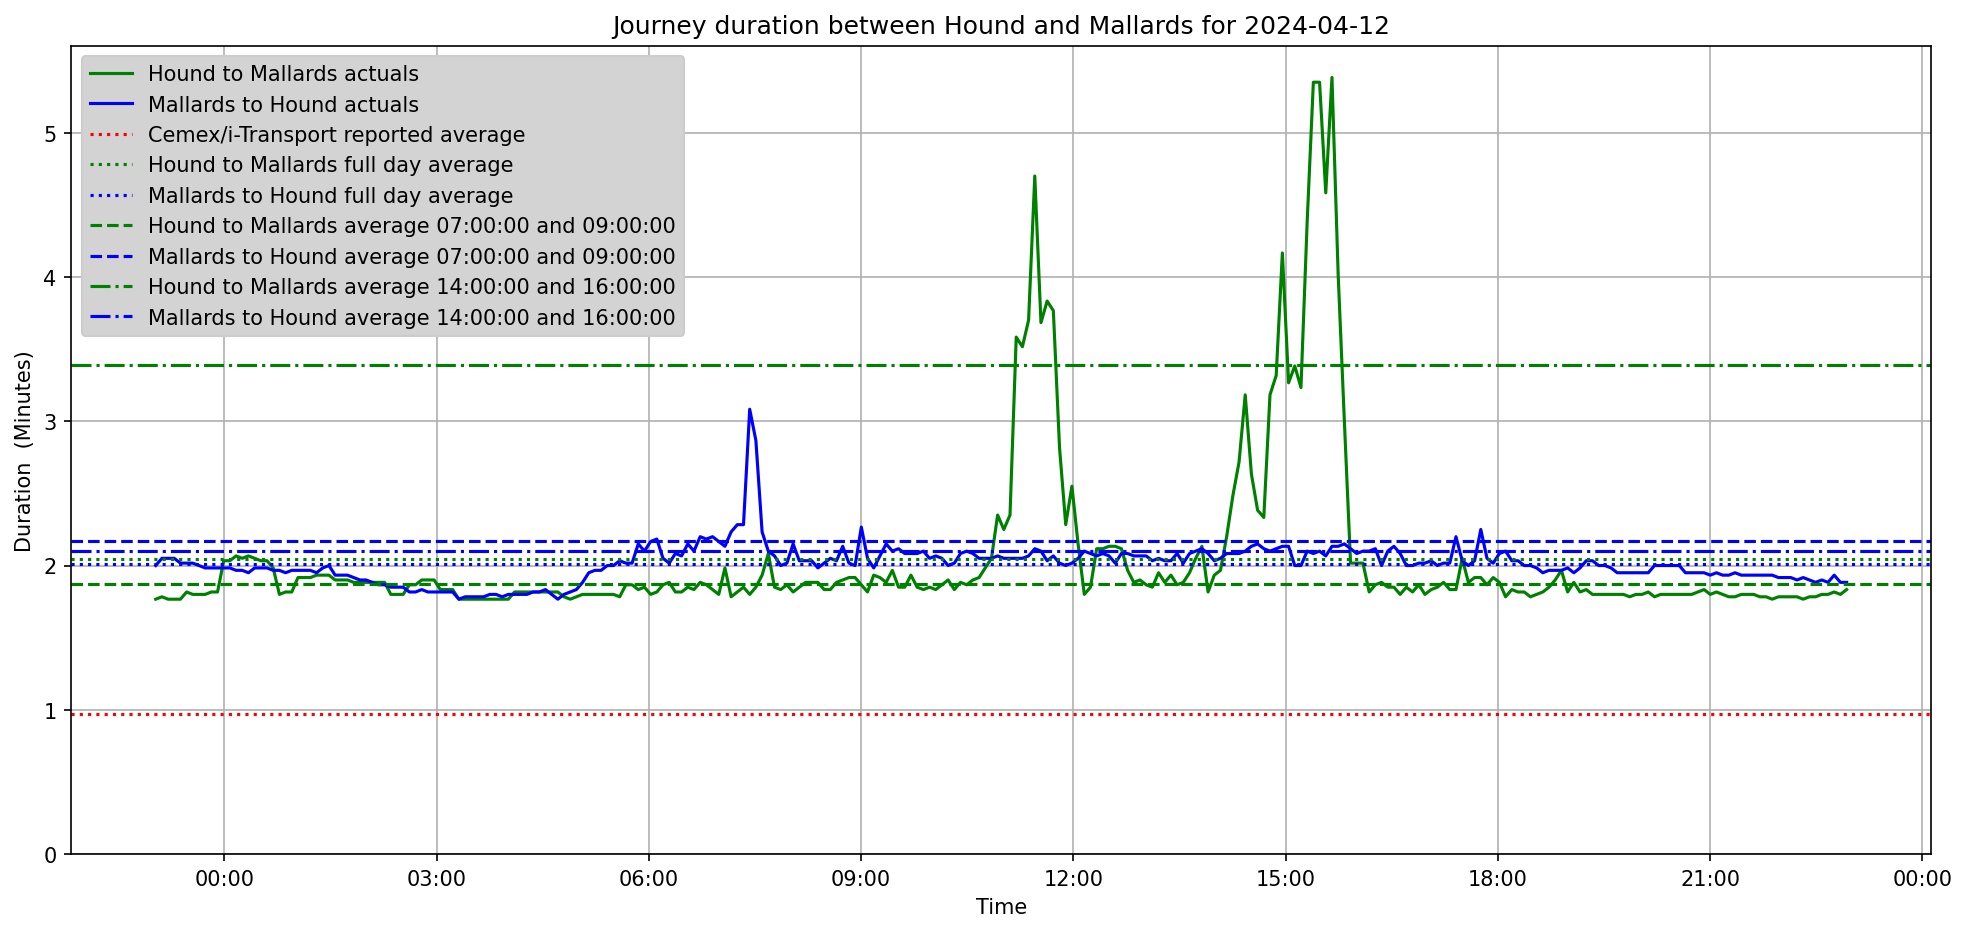 Journey duration between Hound and Mallards for 2024-04-12
Hound to Mallards actuals
Mallards to Hound actuals
Cemex/i-Transport reported average
Hound to Mallards full day average
Mallards to Hound full day average
Hound to Mallards average 07:00:00 and 09:00:00
Mallards to Hound average 07:00:00 and 09:00:00
Hound to Mallards average 14:00:00 and 16:00:00
Mallards to Hound average 14:00:00 and 16:00:00
Duration (Minutes)
5
4
3
2
1
0
00:00 03:00 06:00 09:00 12:00 15:00 18:00 21:00 00:00
Time